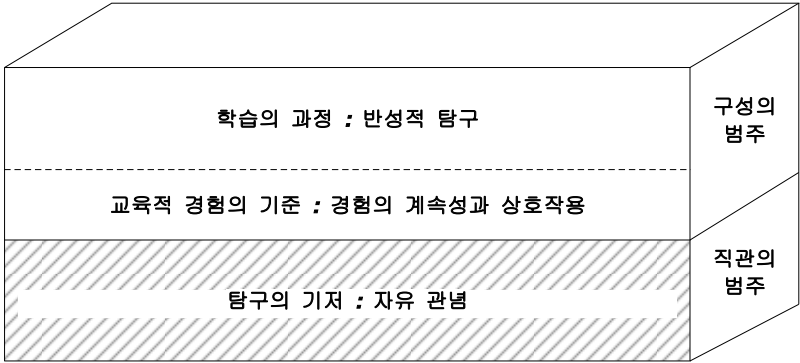 학습의 과정 : 반성적 탐구
구성의
범주
교육적 경험의 기준 : 경험의 계속성과 상호작용
직관의
범주
탐구의 기저 : 자유 관념